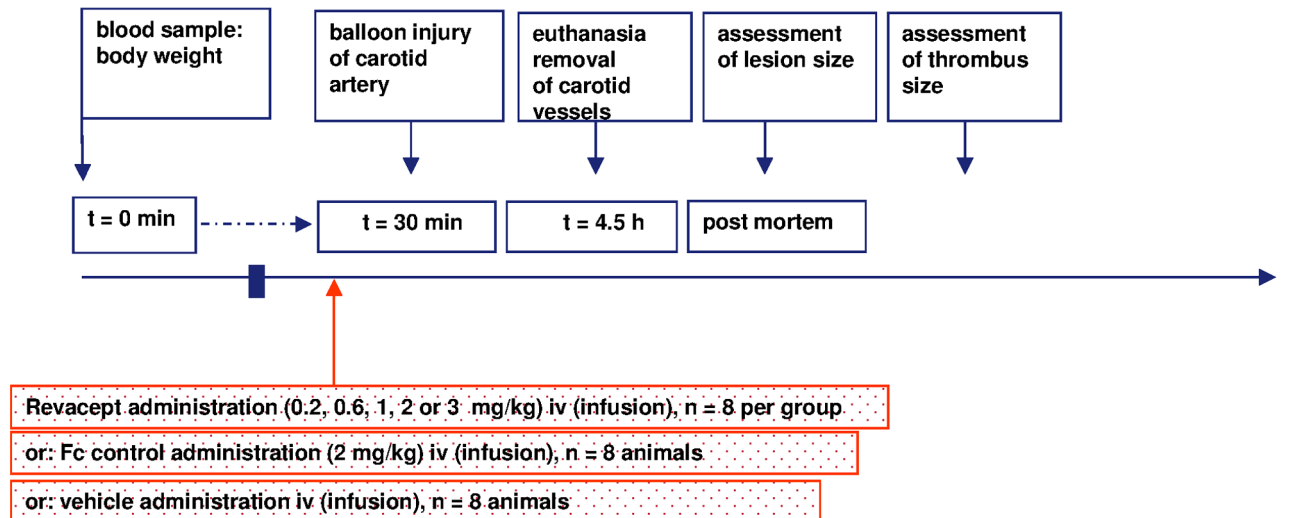 blood sample:
body weight
balloon injury
of carotid
artery
euthanasia
removal
of carotid
vessels
assessment
of lesion size
assessment
of thrombus
size
t = 0 min
t = 30 min
t = 4.5 h
post mortem
Revacept administration (0.2, 0.6, 1, 2 or 3 mg/kg) iv (infusion), n = 8 per group
or: Fc control administration (2 mg/kg) iv (infusion), n = 8 animals
or: vehicle administration iv (infusion), n = 8 animals